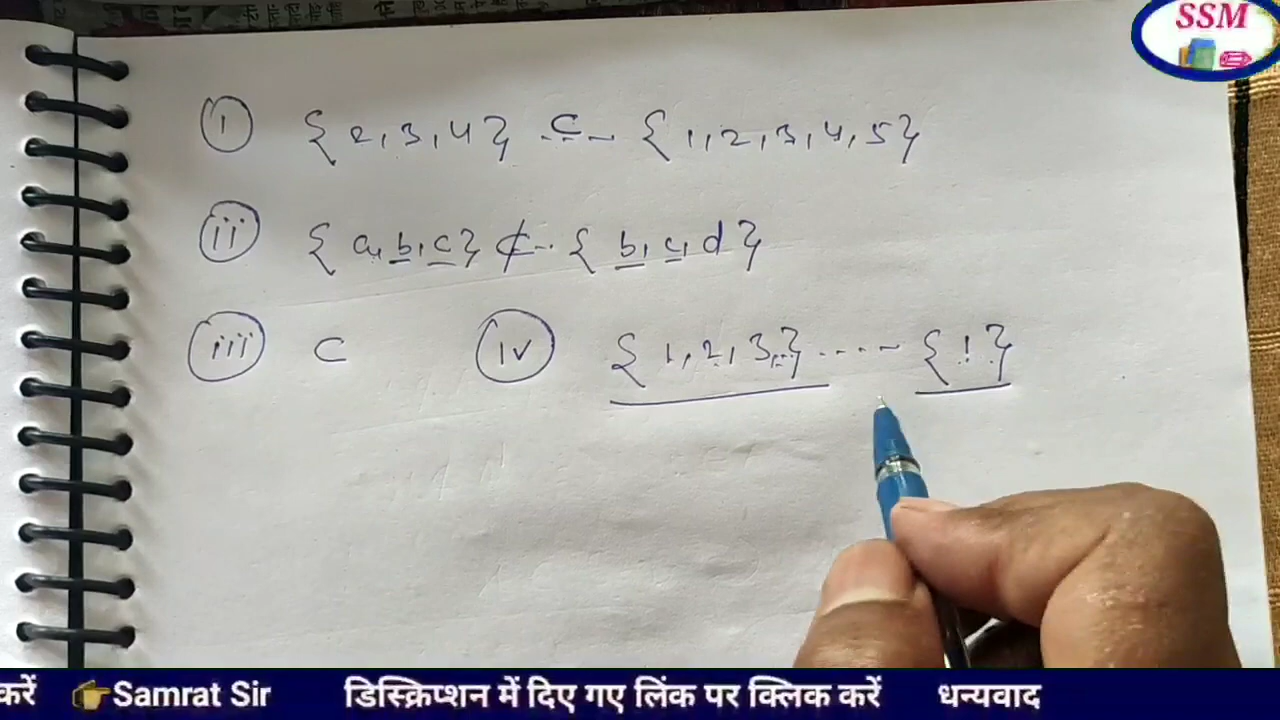 SSM
(i) {2,3,4} ..⊂.. {1,2,3,4,5}
(ii) {a,b,c} ⊄.. {b,c,d}
(iii) ⊂ (iv) {1,2,3,} ..... {1}
करें 👉Samrat Sir डिस्क्रिप्शन में दिए गए लिंक पर क्लिक करें धन्यवाद